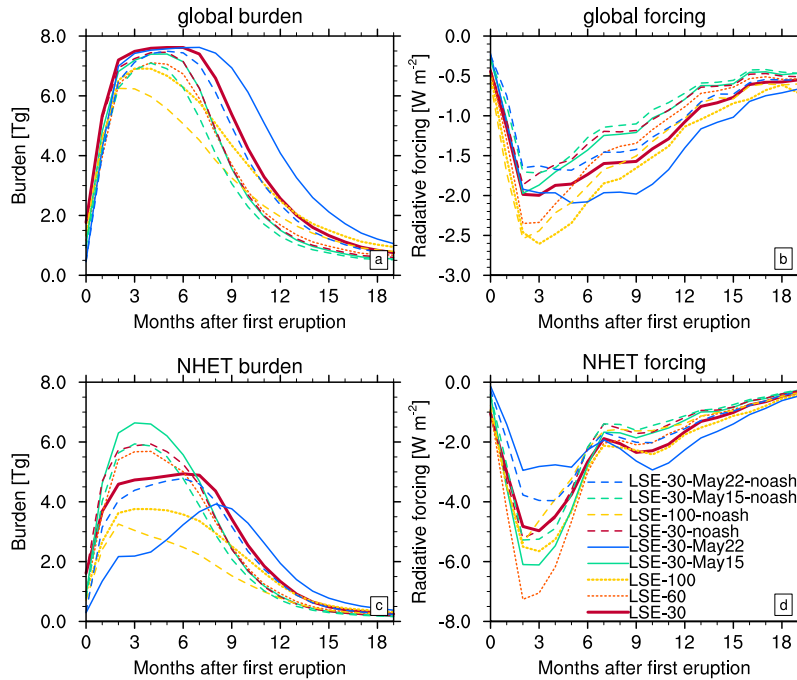 global burden
8.0
6.0
4.0
2.0
0.0
Burden [Tg]
0 3 6 9 12 15 18
Months after first eruption
a
global forcing
-0.0
-0.5
-1.0
-1.5
-2.0
-2.5
-3.0
Radiative forcing [W m-2]
0 3 6 9 12 15 18
Months after first eruption
b
NHET burden
8.0
6.0
4.0
2.0
0.0
Burden [Tg]
0 3 6 9 12 15 18
Months after first eruption
c
NHET forcing
-0.0
-2.0
-4.0
-6.0
-8.0
Radiative forcing [W m-2]
LSE-30-May22-noash
LSE-30-May15-noash
LSE-100-noash
LSE-30-noash
LSE-30-May22
LSE-30-May15
LSE-100
LSE-60
LSE-30
0 3 6 9 12 15 18
Months after first eruption
d